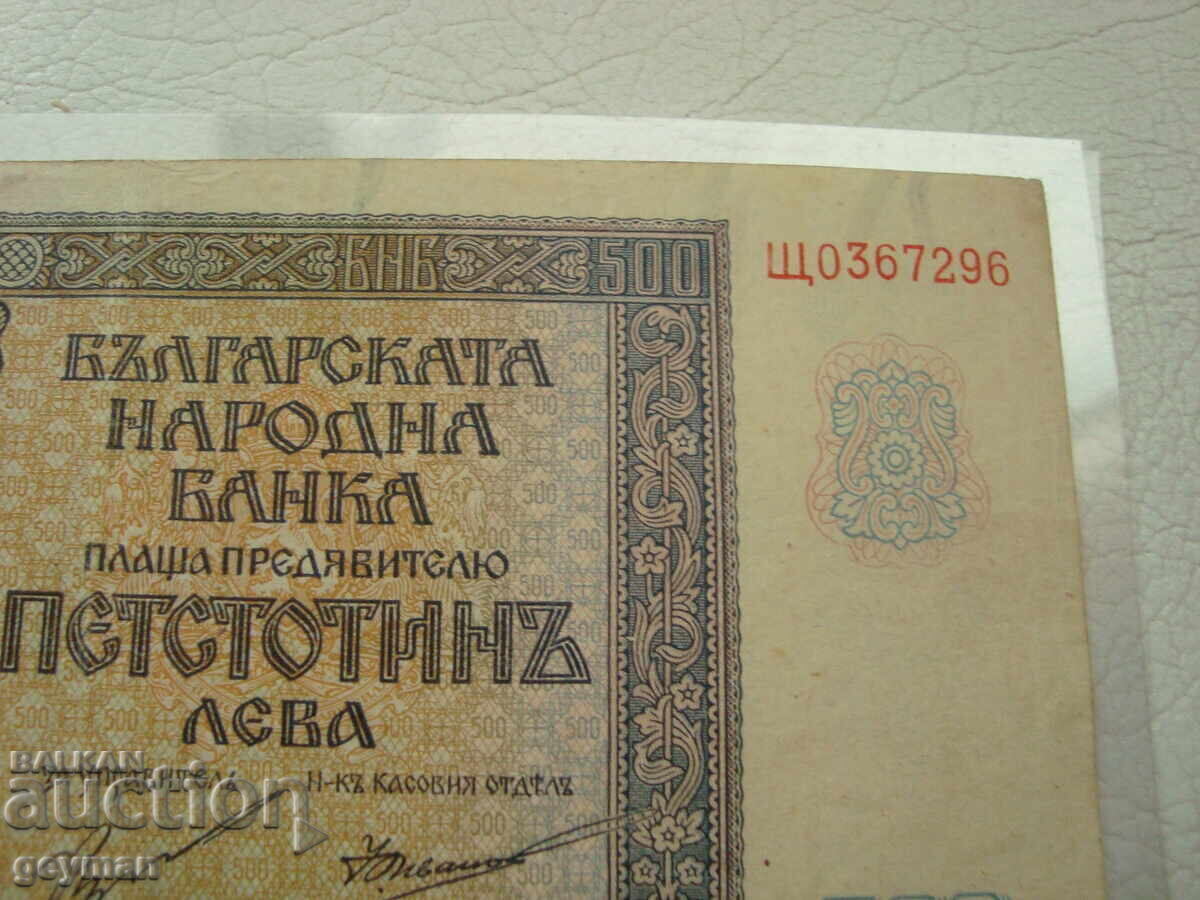 БНБ 500
Щ0367296
БЪЛГАРСКАТА
НАРОДНА
БАНКА
ПЛАЩА ПРЕДЯВИТЕЛЮ
ПЕТСТОТИНЪ
ЛЕВА
Н-КЪ КАСОВИЯ ОТДѢЛЪ
BALKAN
auction
geyman